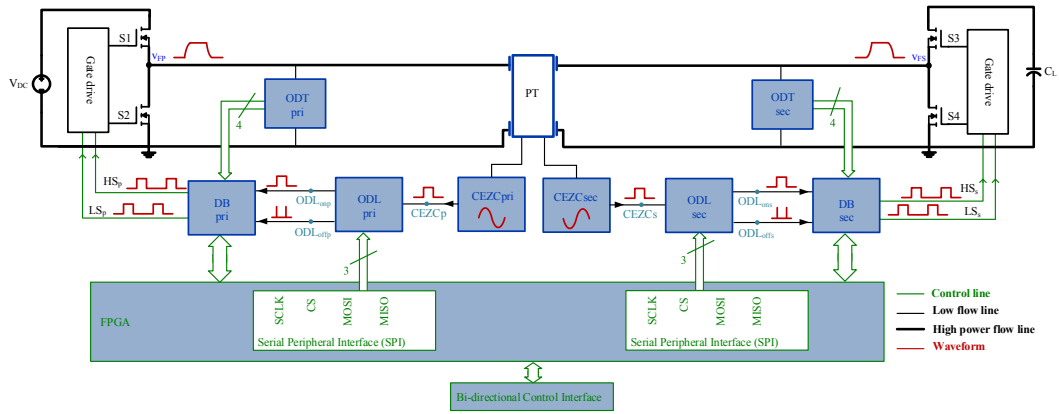 S1
S3
V_DC
Gate drive
v_FP
v_FS
Gate drive
C_L
PT
ODT
pri
ODT
sec
S2
S4
4
4
HS_p
LS_p
DB
pri
ODL_onp
ODL_offp
ODL
pri
CEZCp
CEZCpri
CEZCsec
CEZCs
ODL
sec
ODL_ons
ODL_offs
DB
sec
HS_s
LS_s
3
3
FPGA
SCLK
CS
MOSI
MISO
Serial Peripheral Interface (SPI)
SCLK
CS
MOSI
MISO
Serial Peripheral Interface (SPI)
Control line
Low flow line
High power flow line
Waveform
Bi-directional Control Interface